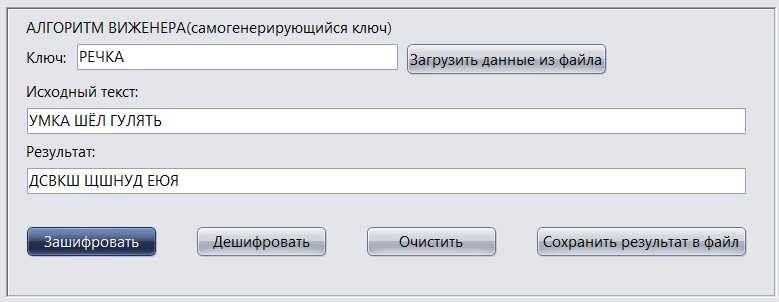 АЛГОРИТМ ВИЖЕНЕРА(самогенерирующийся ключ)
Ключ: РЕЧКА Загрузить данные из файла
Исходный текст:
УМКА ШЁЛ ГУЛЯТЬ
Результат:
ДСВКШ ЩШНУД ЕЮЯ
Зашифровать Дешифровать Очистить Сохранить результат в файл